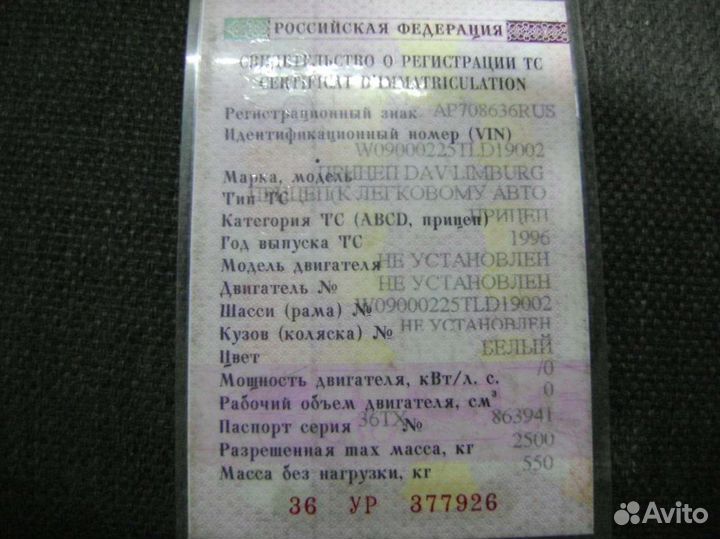 РОССИЙСКАЯ ФЕДЕРАЦИЯ
СВИДЕТЕЛЬСТВО О РЕГИСТРАЦИИ ТС
CERTIFICAT D'IMMATRICULATION
Регистрационный знак АР708636RUS
Идентификационный номер (VIN)
W09000225TLD19002
Марка, модель ПРИЦЕП DAV LIMBURG
Тип ТС ПРИЦЕП(К ЛЕГКОВОМУ АВТО
Категория ТС (ABCD, прицеп) ПРИЦЕП
Год выпуска ТС 1996
Модель двигателя НЕ УСТАНОВЛЕН
Двигатель № НЕ УСТАНОВЛЕН
Шасси (рама) № W09000225TLD19002
Кузов (коляска) № НЕ УСТАНОВЛЕН
Цвет БЕЛЫЙ
Мощность двигателя, кВт/л. с. /0
Рабочий объем двигателя, см³ 0
Паспорт серия 36ТХ № 863941
Разрешенная max масса, кг 2500
Масса без нагрузки, кг 550
36 УР 377926
Avito